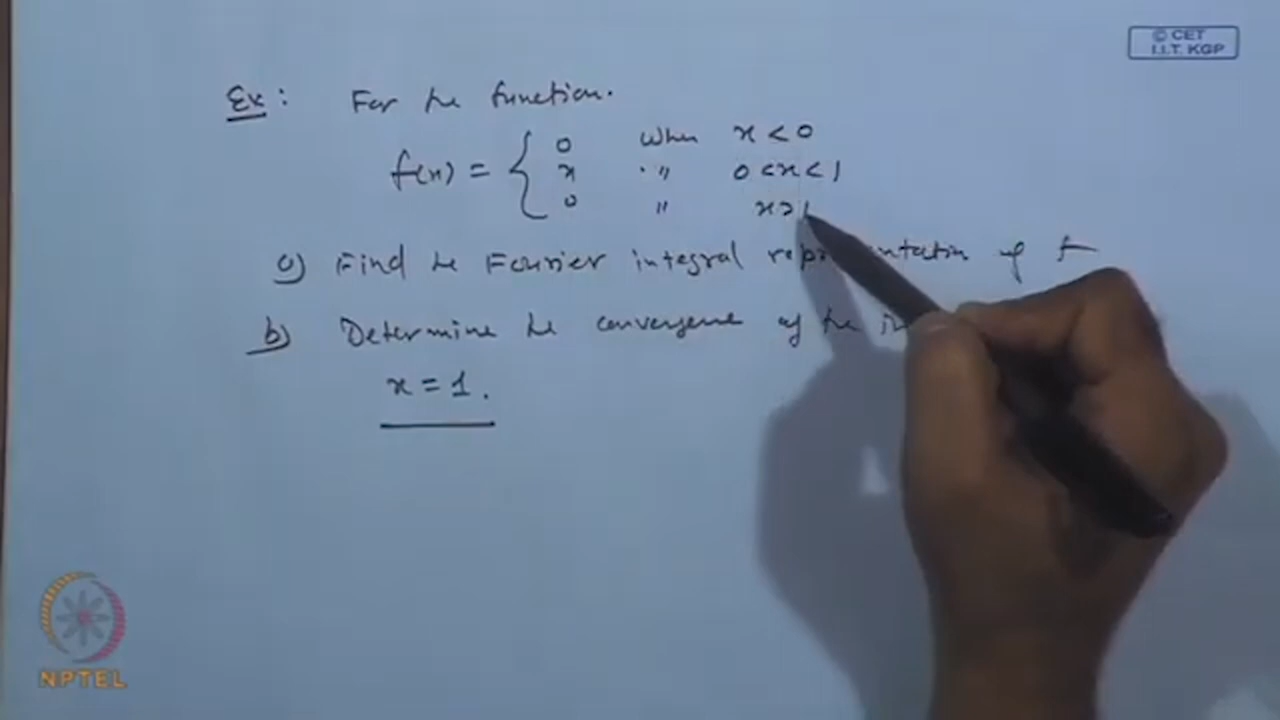 © CET
I.I.T. KGP
Ex: For the function.
f(x) = { 0 when x < 0
x " 0 < x < 1
0 " x > 1
a) Find the Fourier integral of f
b) Determine the convergence of the
x = 1.
NPTEL